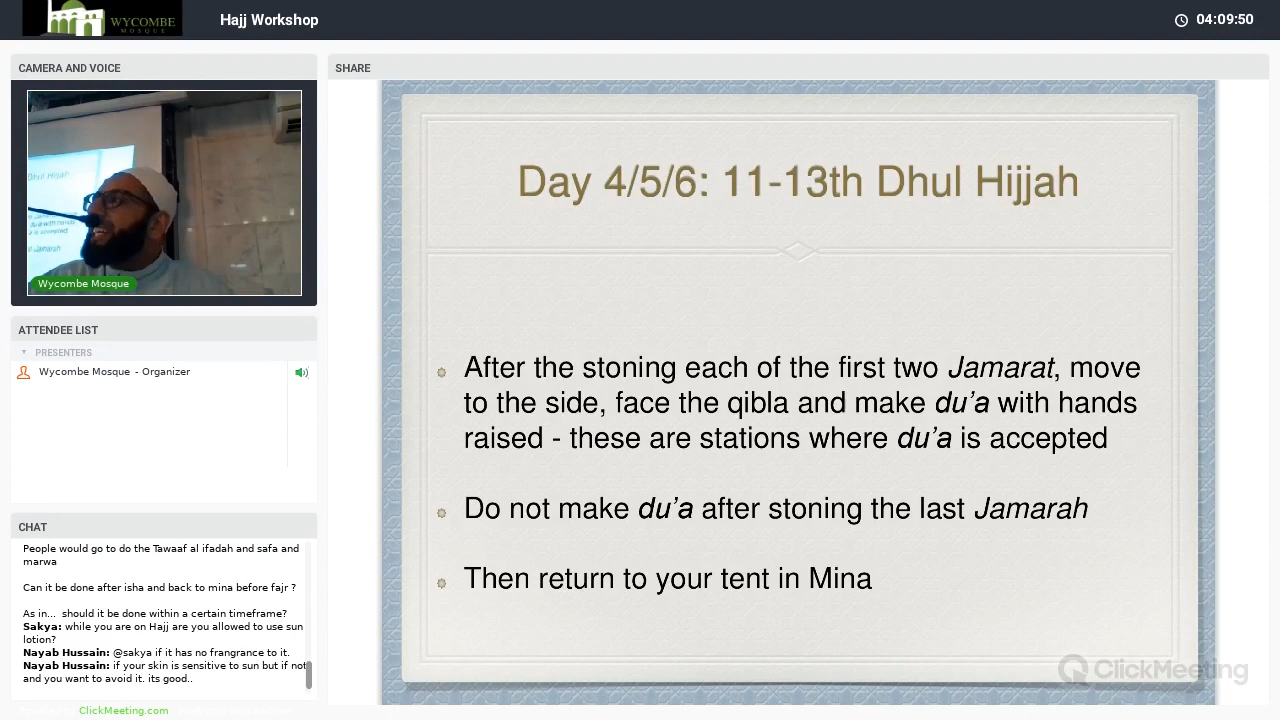 WYCOMBE
MOSQUE
Hajj Workshop
04:09:50
CAMERA AND VOICE
Wycombe Mosque
ATTENDEE LIST
PRESENTERS
Wycombe Mosque - Organizer
CHAT
People would go to do the Tawaaf al ifadah and safa and
marwa
Can it be done after isha and back to mina before fajr ?
As in... should it be done within a certain timeframe?
Sakya: while you are on Hajj are you allowed to use sun
lotion?
Nayab Hussain: @sakya if it has no frangrance to it.
Nayab Hussain: if your skin is sensitive to sun but if not
and you want to avoid it. its good..
ClickMeeting.com
SHARE
Day 4/5/6: 11-13th Dhul Hijjah
After the stoning each of the first two Jamarat, move
to the side, face the qibla and make du’a with hands
raised - these are stations where du’a is accepted
Do not make du’a after stoning the last Jamarah
Then return to your tent in Mina
ClickMeeting